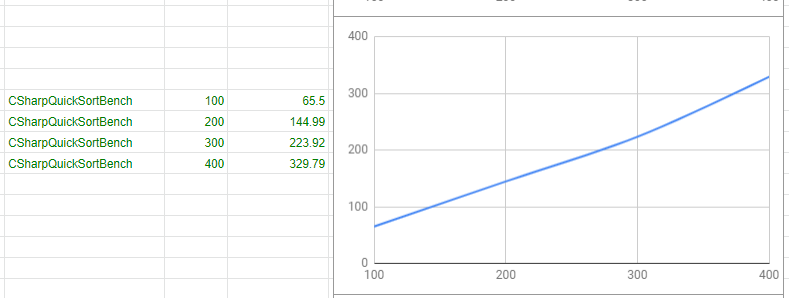 CSharpQuickSortBench 100 65.5
CSharpQuickSortBench 200 144.99
CSharpQuickSortBench 300 223.92
CSharpQuickSortBench 400 329.79
400
300
200
100
0
100 200 300 400